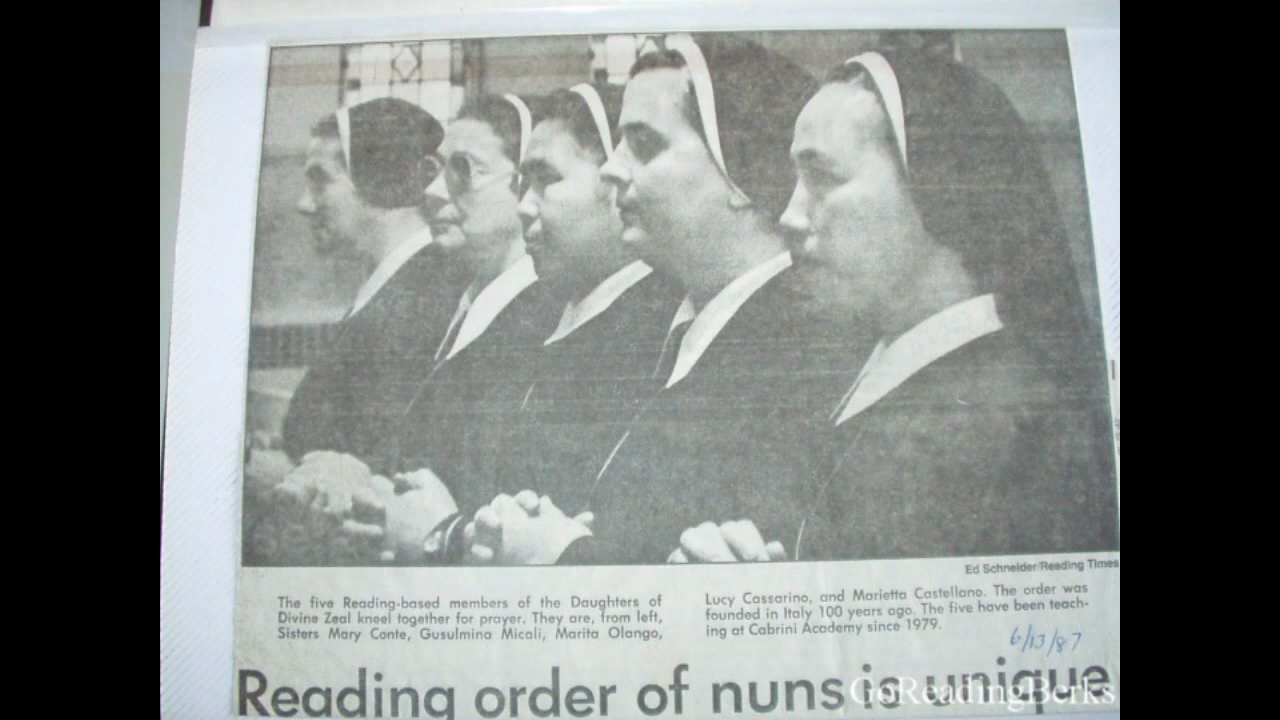 Ed Schneider/Reading Times
The five Reading-based members of the Daughters of
Divine Zeal kneel together for prayer. They are, from left,
Sisters Mary Conte, Gusulmina Micali, Marita Olango,
Lucy Cassarino, and Marietta Castellano. The order was
founded in Italy 100 years ago. The five have been teach-
ing at Cabrini Academy since 1979.
6/13/87
Reading order of nuns is unique
GoReadingBerks